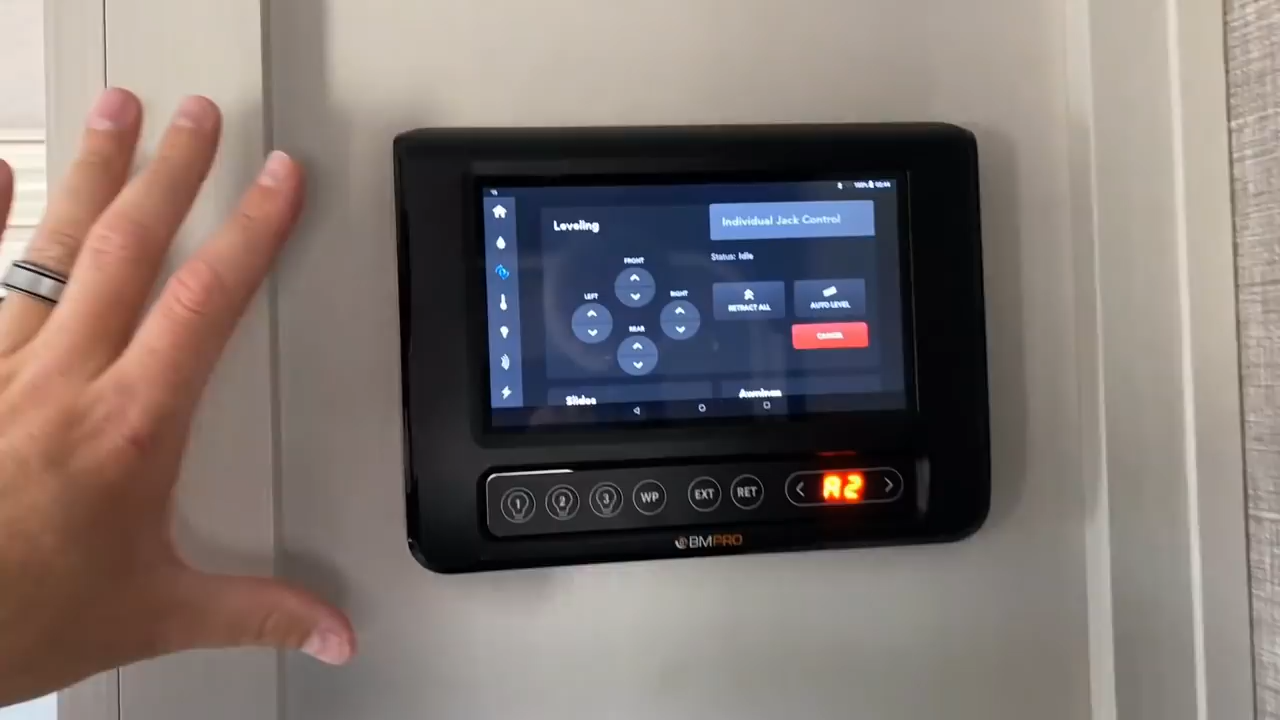 Leveling
Individual Jack Control
Status: Idle
FRONT
LEFT
RIGHT
REAR
RETRACT ALL
AUTO LEVEL
CANCEL
Slides
Awnings
1
2
3
WP
EXT
RET
< A2 >
BMPRO